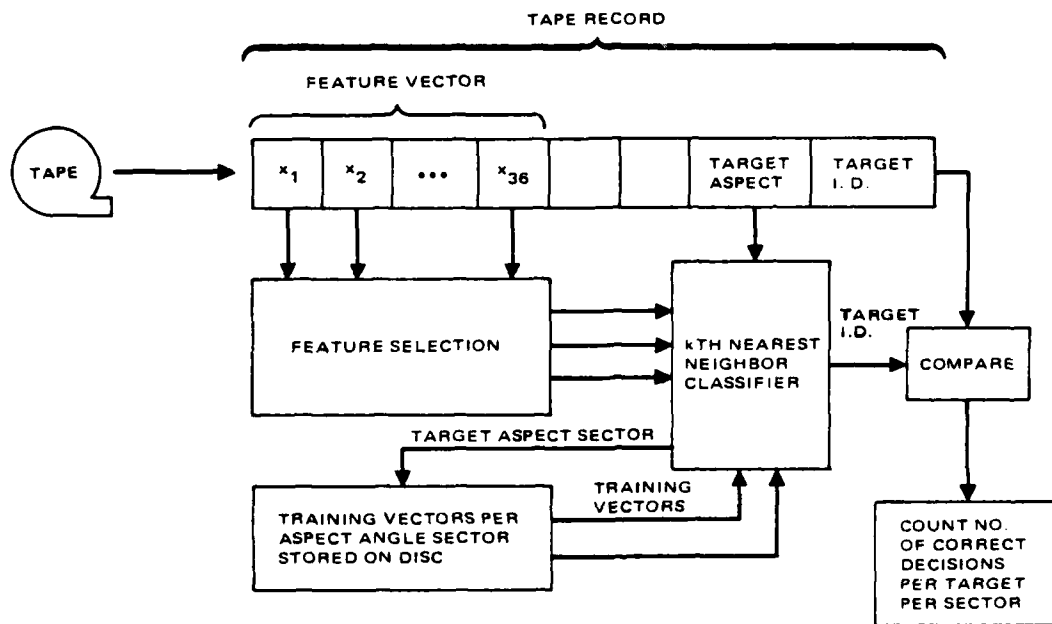 TAPE RECORD
FEATURE VECTOR
TAPE
x1
x2
•••
x36
TARGET
ASPECT
TARGET
I. D.
FEATURE SELECTION
kTH NEAREST
NEIGHBOR
CLASSIFIER
TARGET
I.D.
COMPARE
TARGET ASPECT SECTOR
TRAINING
VECTORS
TRAINING VECTORS PER
ASPECT ANGLE SECTOR
STORED ON DISC
COUNT NO.
OF CORRECT
DECISIONS
PER TARGET
PER SECTOR